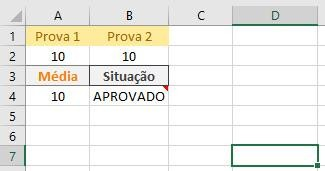 A B C D
1 Prova 1 Prova 2
2 10 10
3 Média Situação
4 10 APROVADO
5
6
7